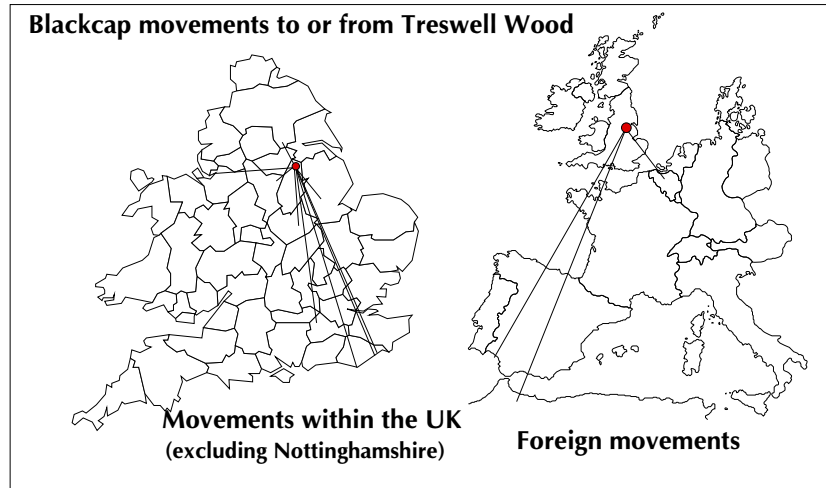 Blackcap movements to or from Treswell Wood
Movements within the UK
(excluding Nottinghamshire)
Foreign movements